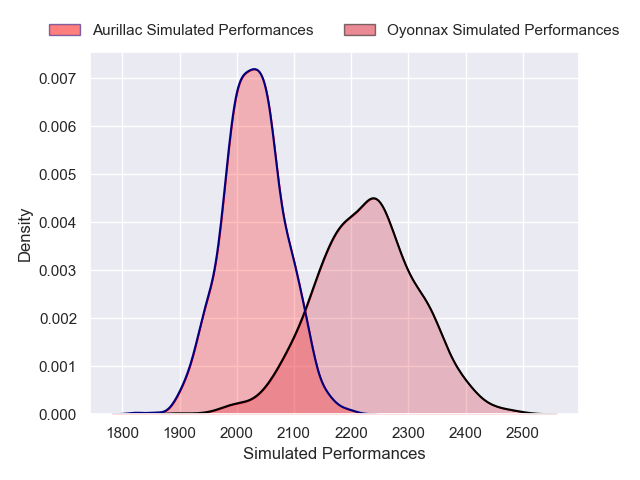 Aurillac Simulated Performances
Oyonnax Simulated Performances
0.007
0.006
0.005
0.004
0.003
0.002
0.001
0.000
Density
1800 1900 2000 2100 2200 2300 2400 2500
Simulated Performances